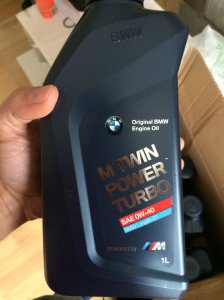 BMW
Original BMW
Engine Oil
M TWIN
POWER
TURBO
SAE 0W-40
powered by M
1L